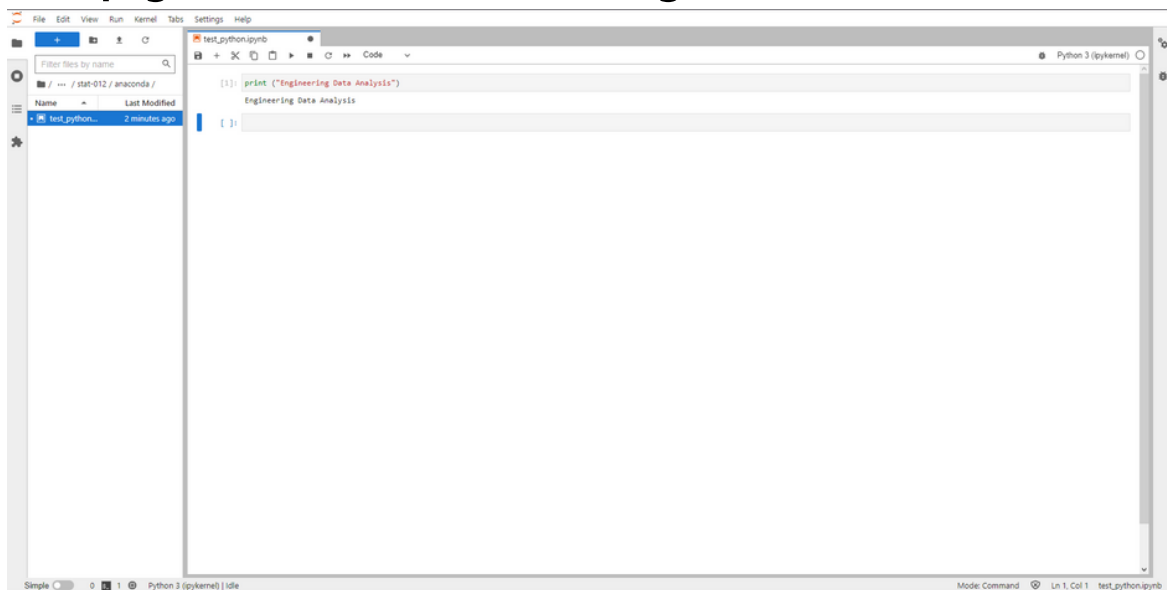 File Edit View Run Kernel Tabs Settings Help
test_python.ipynb
Code
Python 3 (ipykernel)
Filter files by name
/ ... / stat-012 / anaconda /
Name Last Modified
test_python... 2 minutes ago
[1]: print ("Engineering Data Analysis")
Engineering Data Analysis
[ ]:
Simple 0 1 Python 3 (ipykernel) | Idle
Mode: Command Ln 1, Col 1 test_python.ipynb